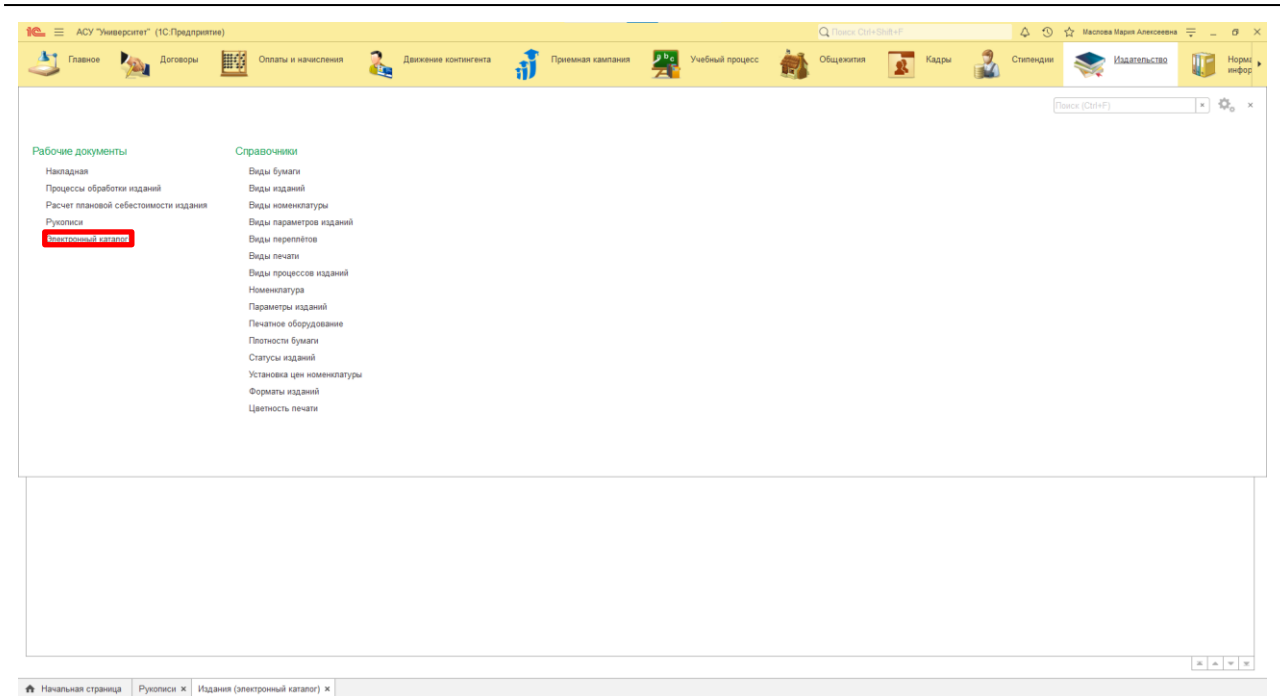 1С АСУ "Университет" (1С:Предприятие) Поиск Ctrl+Shift+F Маслова Мария Алексеевна
Главное Договоры Оплаты и начисления Движение контингента Приемная кампания Учебный процесс Общежития Кадры Стипендии Издательство Норма
инфор
Поиск (Ctrl+F)
Рабочие документы
Накладная
Процессы обработки изданий
Расчет плановой себестоимости издания
Рукописи
Электронный каталог
Справочники
Виды бумаги
Виды изданий
Виды номенклатуры
Виды параметров изданий
Виды переплётов
Виды печати
Виды процессов изданий
Номенклатура
Параметры изданий
Печатное оборудование
Плотности бумаги
Статусы изданий
Установка цен номенклатуры
Форматы изданий
Цветность печати
Начальная страница Рукописи × Издания (электронный каталог) ×